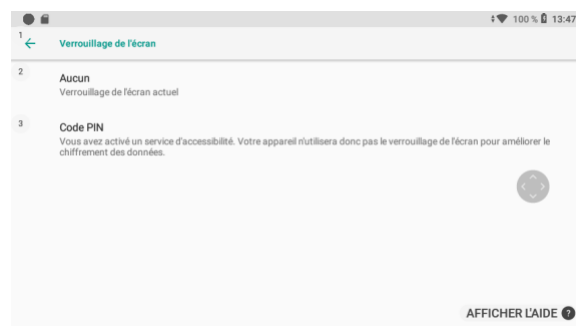 100 % 13:47
1
Verrouillage de l'écran
2
Aucun
Verrouillage de l'écran actuel
3
Code PIN
Vous avez activé un service d'accessibilité. Votre appareil n'utilisera donc pas le verrouillage de l'écran pour améliorer le
chiffrement des données.
AFFICHER L'AIDE ?